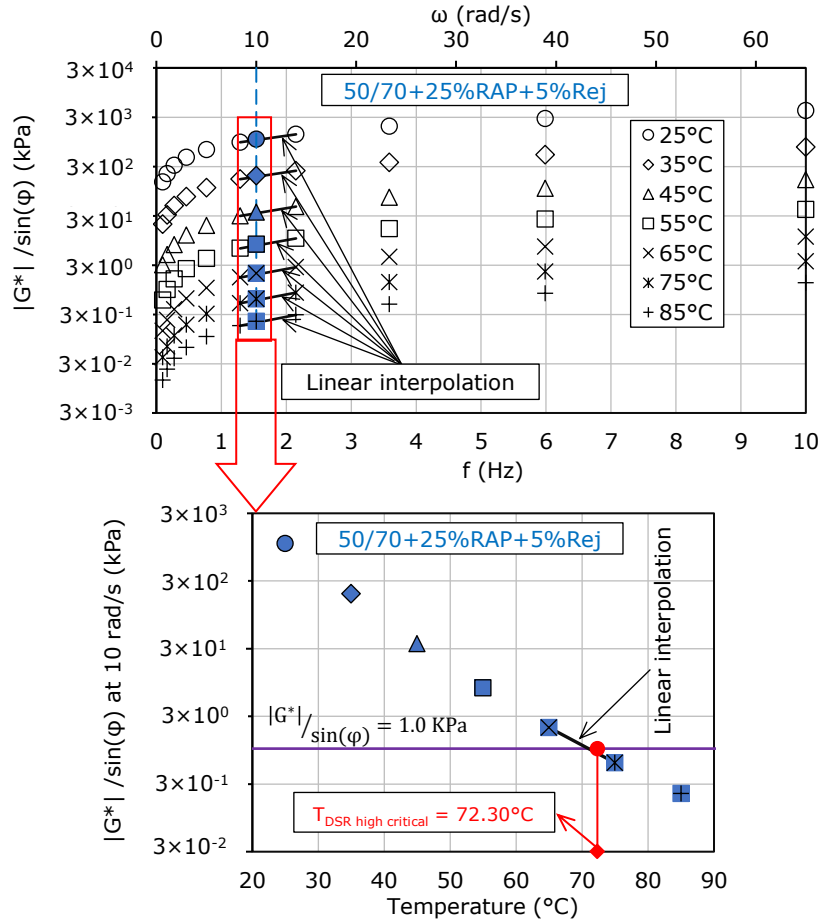 ω (rad/s)
0 10 20 30 40 50 60
3×10⁴
3×10³
3×10²
3×10¹
3×10⁰
3×10⁻¹
3×10⁻²
3×10⁻³
|G*| /sin(φ) (kPa)
50/70+25%RAP+5%Rej
25°C
35°C
45°C
55°C
65°C
75°C
85°C
Linear interpolation
0 1 2 3 4 5 6 7 8 9 10
f (Hz)
3×10³
3×10²
3×10¹
3×10⁰
3×10⁻¹
3×10⁻²
|G*| /sin(φ) at 10 rad/s (kPa)
50/70+25%RAP+5%Rej
Linear
interpolation
|G*|/sin(φ) = 1.0 KPa
T DSR high critical = 72.30°C
20 30 40 50 60 70 80 90
Temperature (°C)